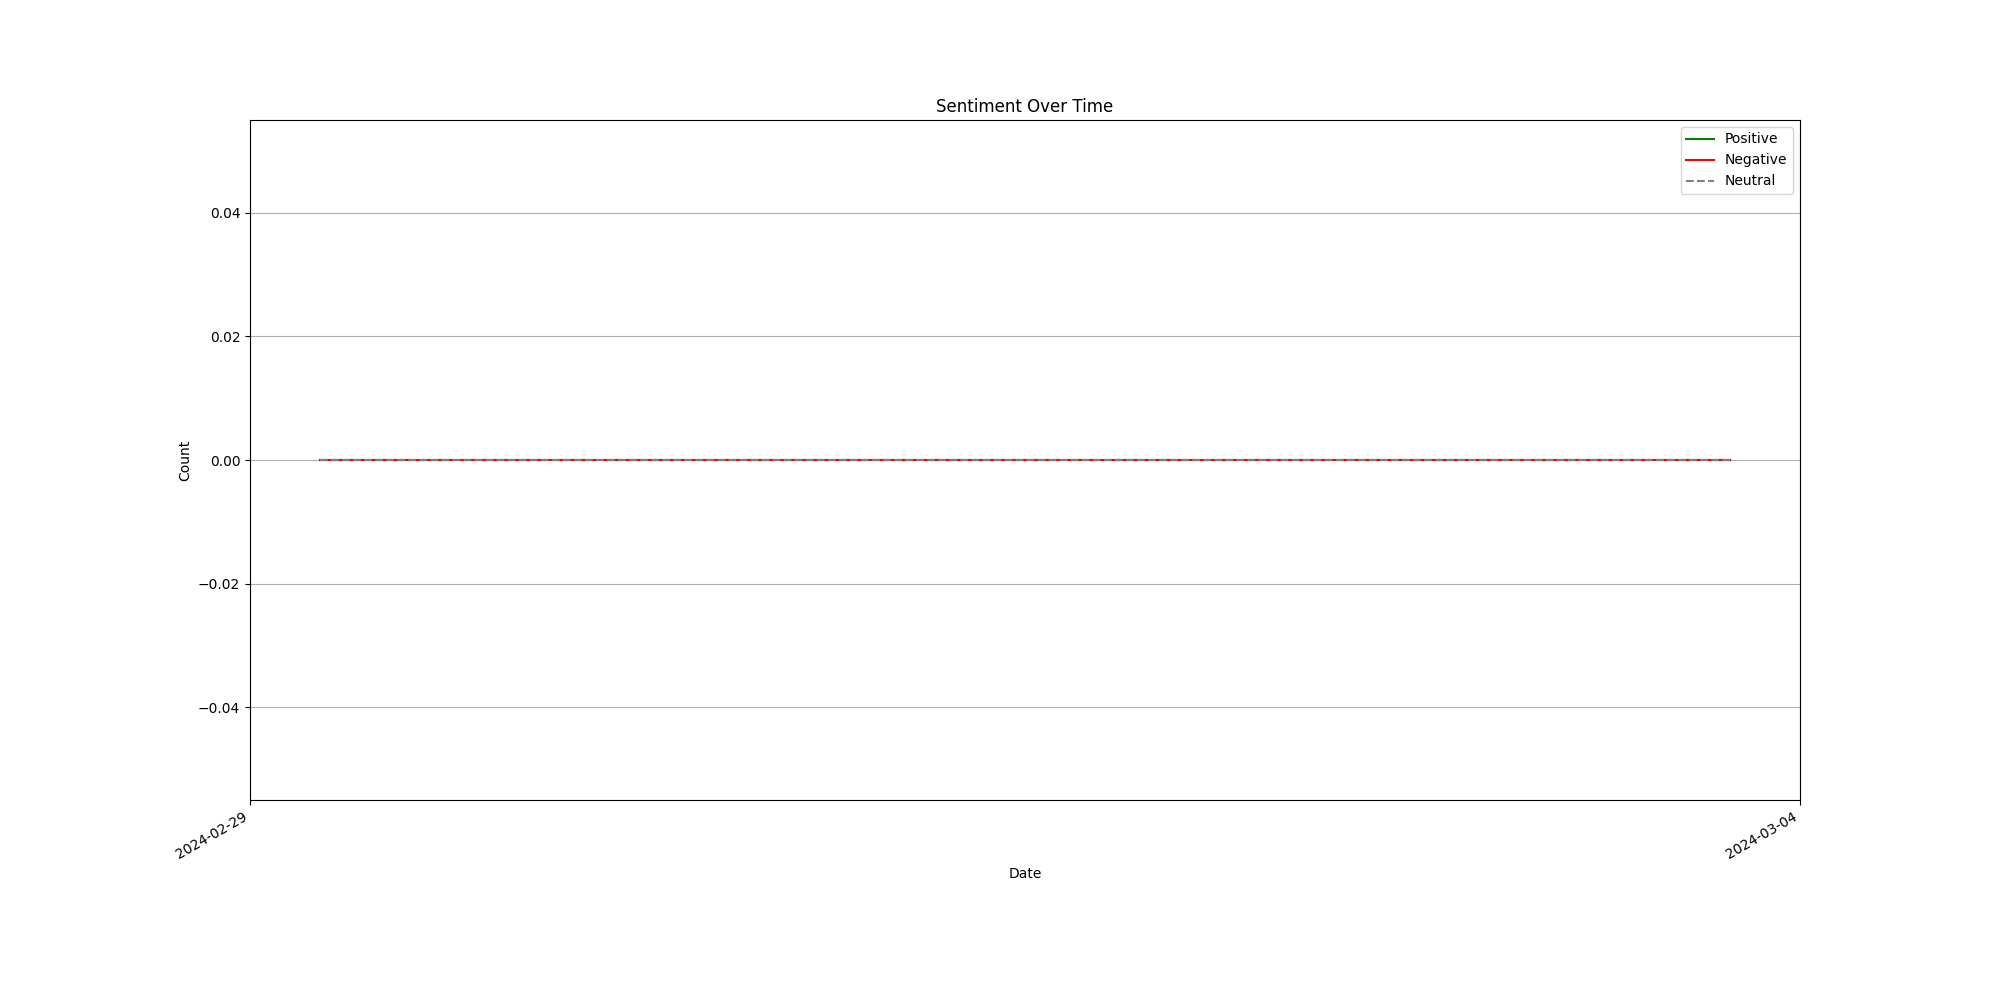 Sentiment Over Time
Positive
Negative
Neutral
0.04
0.02
0.00
−0.02
−0.04
Count
2024-02-29
2024-03-04
Date